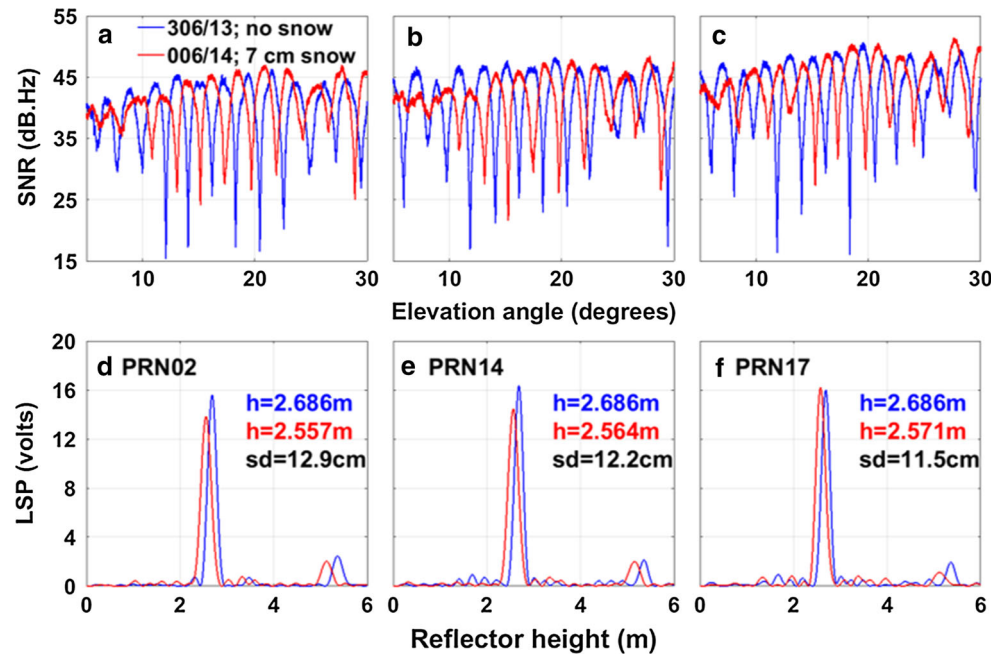 a
306/13; no snow
006/14; 7 cm snow
b
c
55
45
35
25
15
SNR (dB.Hz)
10 20 30
10 20 30
10 20 30
Elevation angle (degrees)
20
16
12
8
4
0
LSP (volts)
d PRN02
h=2.686m
h=2.557m
sd=12.9cm
e PRN14
h=2.686m
h=2.564m
sd=12.2cm
f PRN17
h=2.686m
h=2.571m
sd=11.5cm
0 2 4 6
0 2 4 6
0 2 4 6
Reflector height (m)